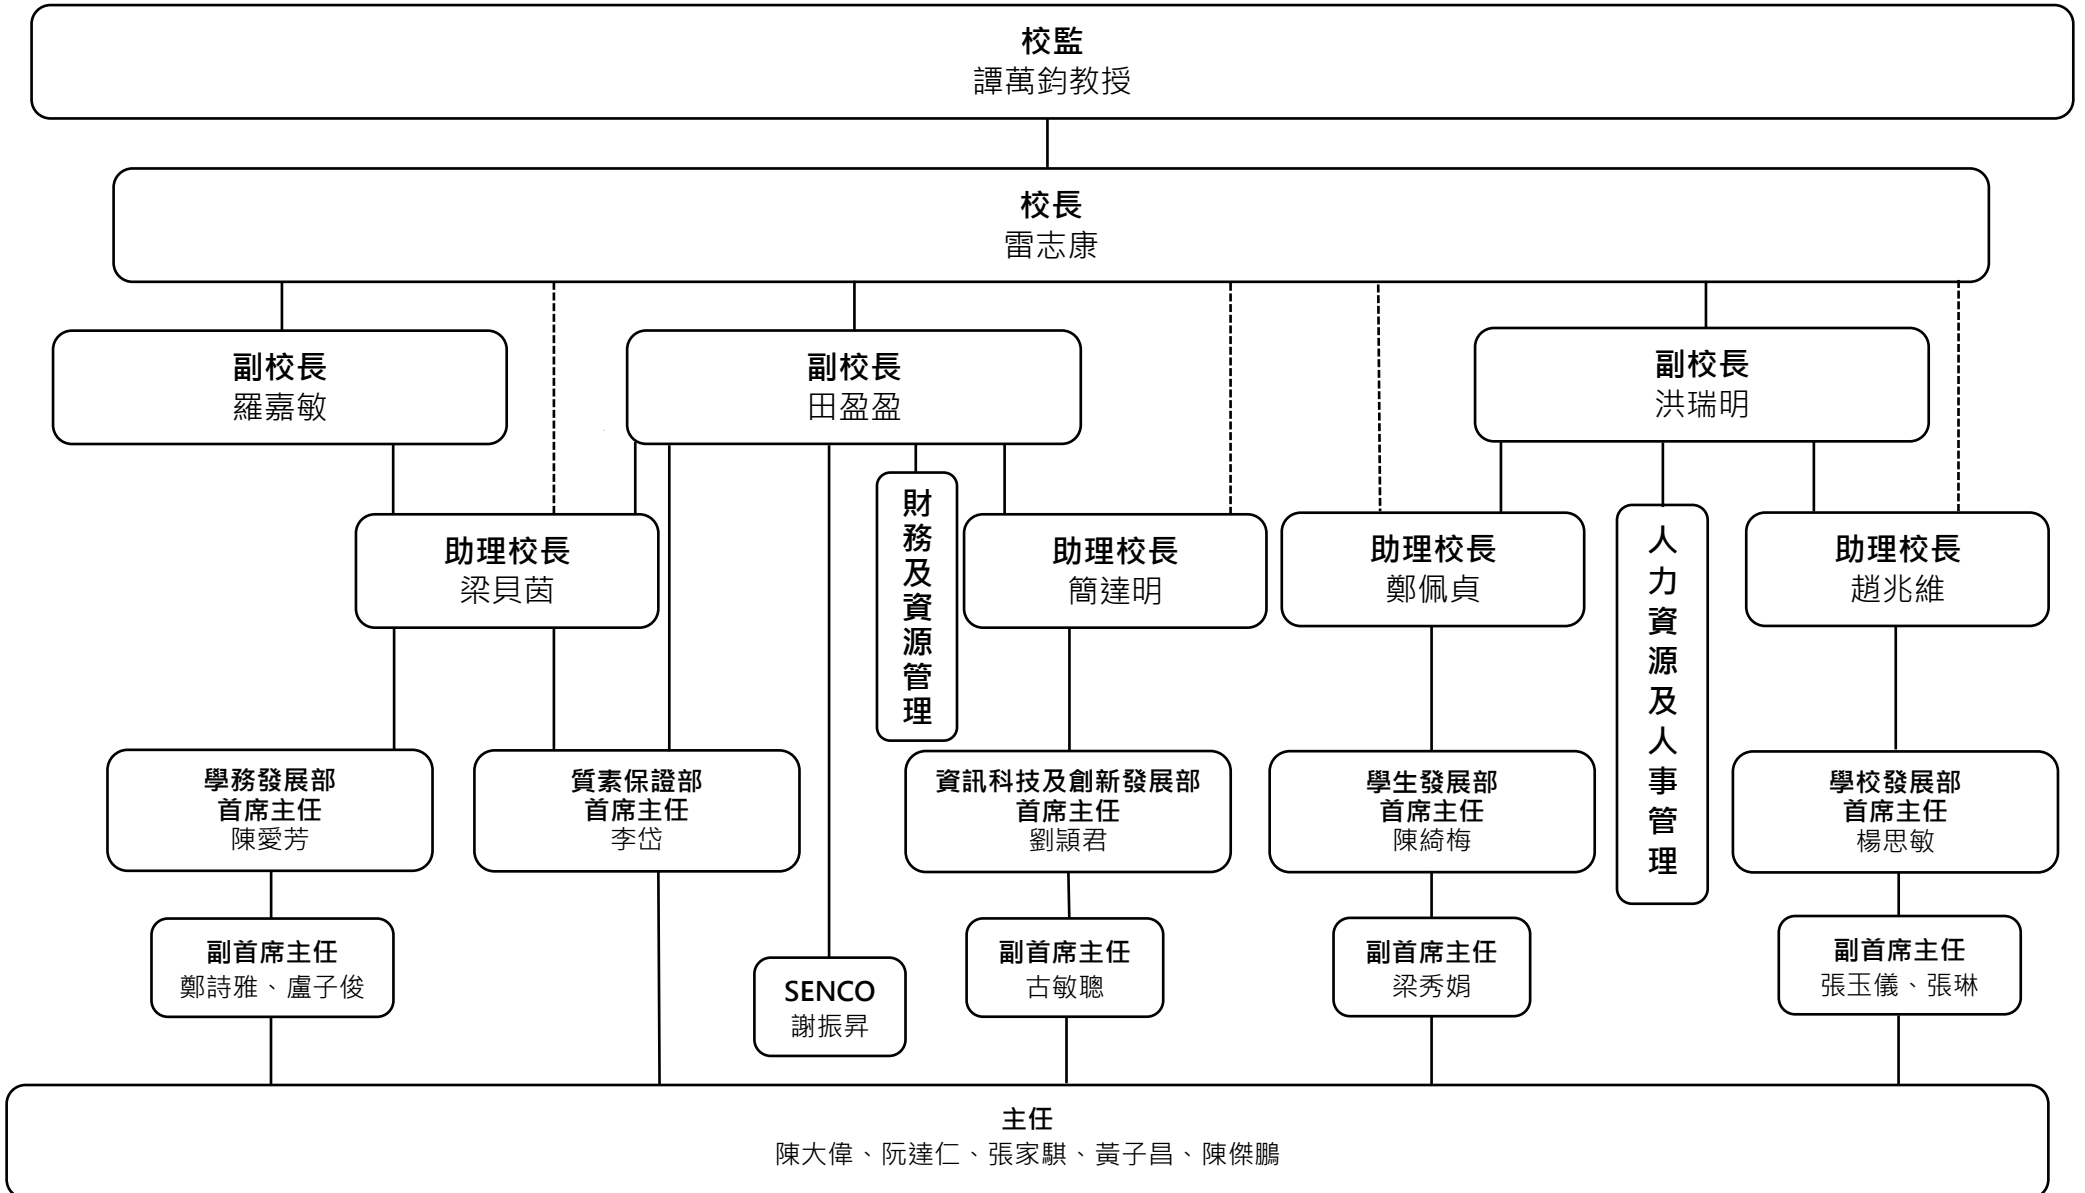 校監
譚萬鈞教授
校長
雷志康
副校長
羅嘉敏
副校長
田盈盈
副校長
洪瑞明
助理校長
梁貝茵
財務及資源管理
助理校長
簡達明
助理校長
鄭佩貞
人力資源及人事管理
助理校長
趙兆維
學務發展部
首席主任
陳愛芳
質素保證部
首席主任
李岱
資訊科技及創新發展部
首席主任
劉頴君
學生發展部
首席主任
陳綺梅
學校發展部
首席主任
楊思敏
副首席主任
鄭詩雅、盧子俊
SENCO
謝振昇
副首席主任
古敏聰
副首席主任
梁秀娟
副首席主任
張玉儀、張琳
主任
陳大偉、阮達仁、張家騏、黃子昌、陳傑鵬